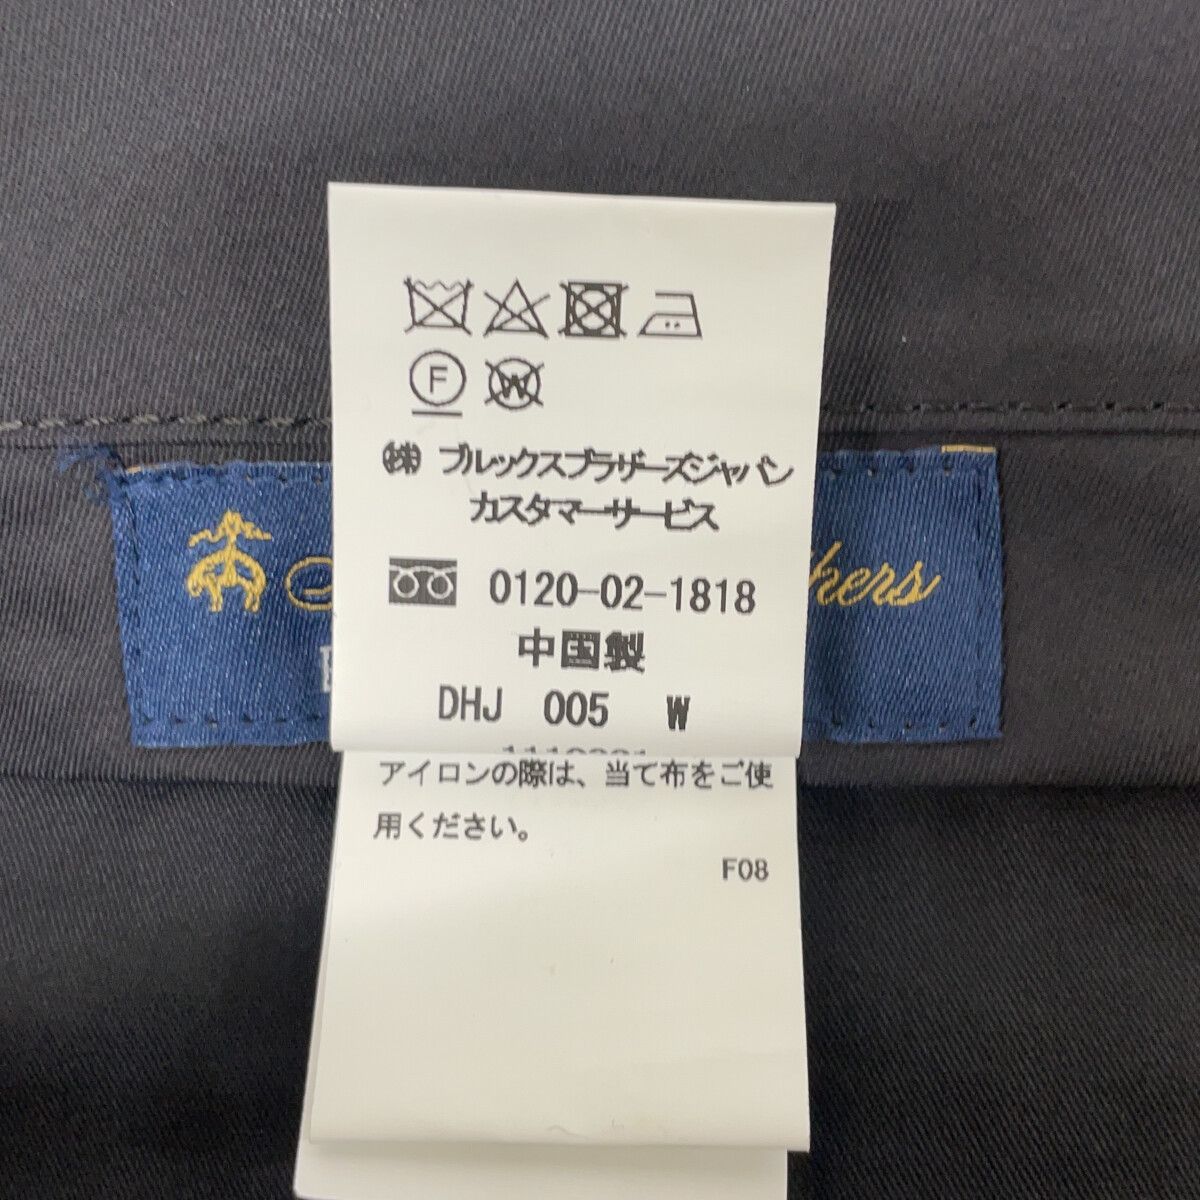 F W
㈱ ブルックスブラザーズジャパン
カスタマーサービス
0120-02-1818
中国製
DHJ 005 W
アイロンの際は、当て布をご使
用ください。
F08